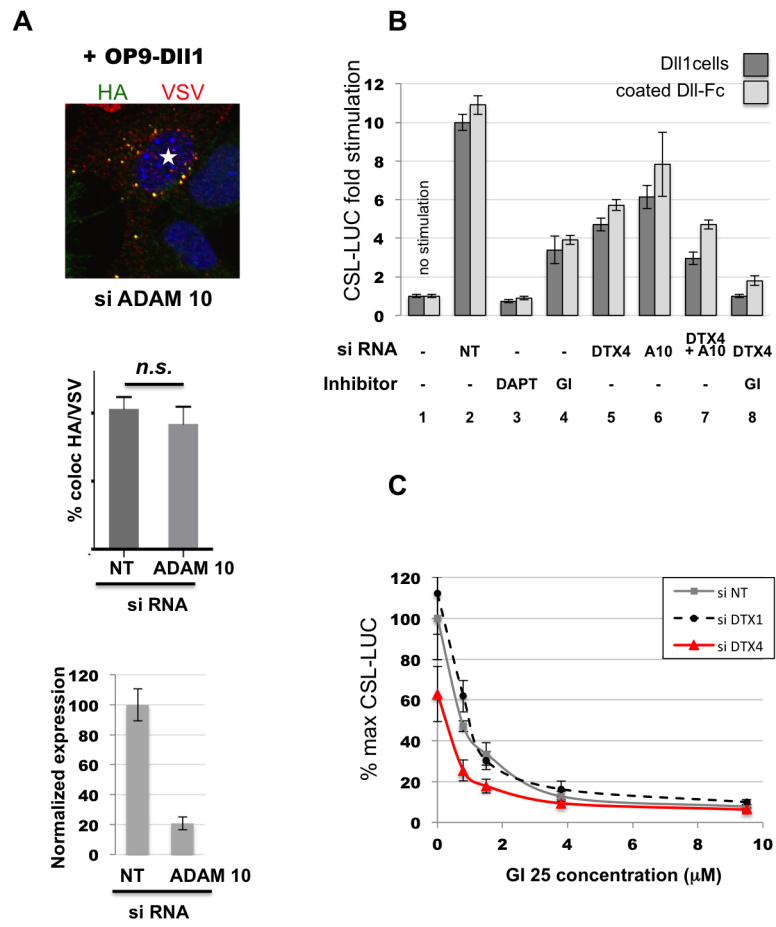 A
+ OP9-Dll1
HA VSV
si ADAM 10
n.s.
% coloc HA/VSV
NT ADAM 10
si RNA
Normalized expression
120
100
80
60
40
20
0
NT ADAM 10
si RNA
B
Dll1cells
coated Dll-Fc
CSL-LUC fold stimulation
12
10
8
6
4
2
0
no stimulation
si RNA - NT - - DTX4 A10 DTX4 + A10 DTX4
Inhibitor - - DAPT GI - - - GI
1 2 3 4 5 6 7 8
C
% max CSL-LUC
120
100
80
60
40
20
0
si NT
si DTX1
si DTX4
0 2 4 6 8 10
GI 25 concentration (μM)